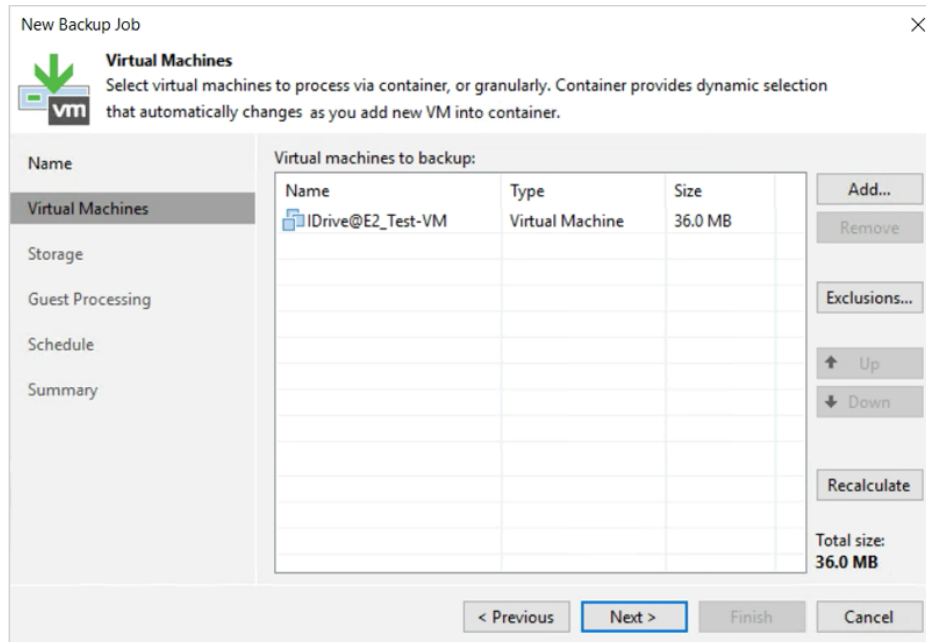 New Backup Job
Virtual Machines
Select virtual machines to process via container, or granularly. Container provides dynamic selection
that automatically changes as you add new VM into container.
vm
Name
Virtual Machines
Storage
Guest Processing
Schedule
Summary
Virtual machines to backup:
Name Type Size
IDrive@E2_Test-VM Virtual Machine 36.0 MB
Add...
Remove
Exclusions...
Up
Down
Recalculate
Total size:
36.0 MB
< Previous Next > Finish Cancel